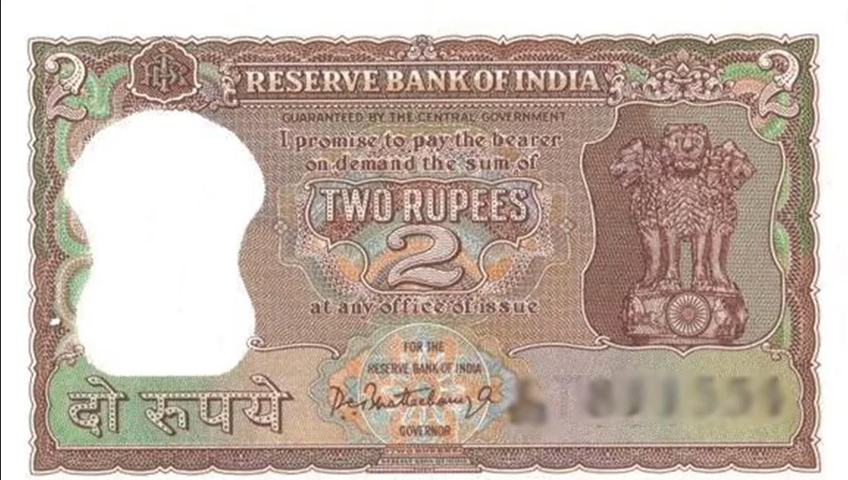 2 RESERVE BANK OF INDIA 2
GUARANTEED BY THE CENTRAL GOVERNMENT
I promise to pay the bearer
on demand the sum of
TWO RUPEES
2
at any office of issue
FOR THE
RESERVE BANK OF INDIA
GOVERNOR
दो रुपये